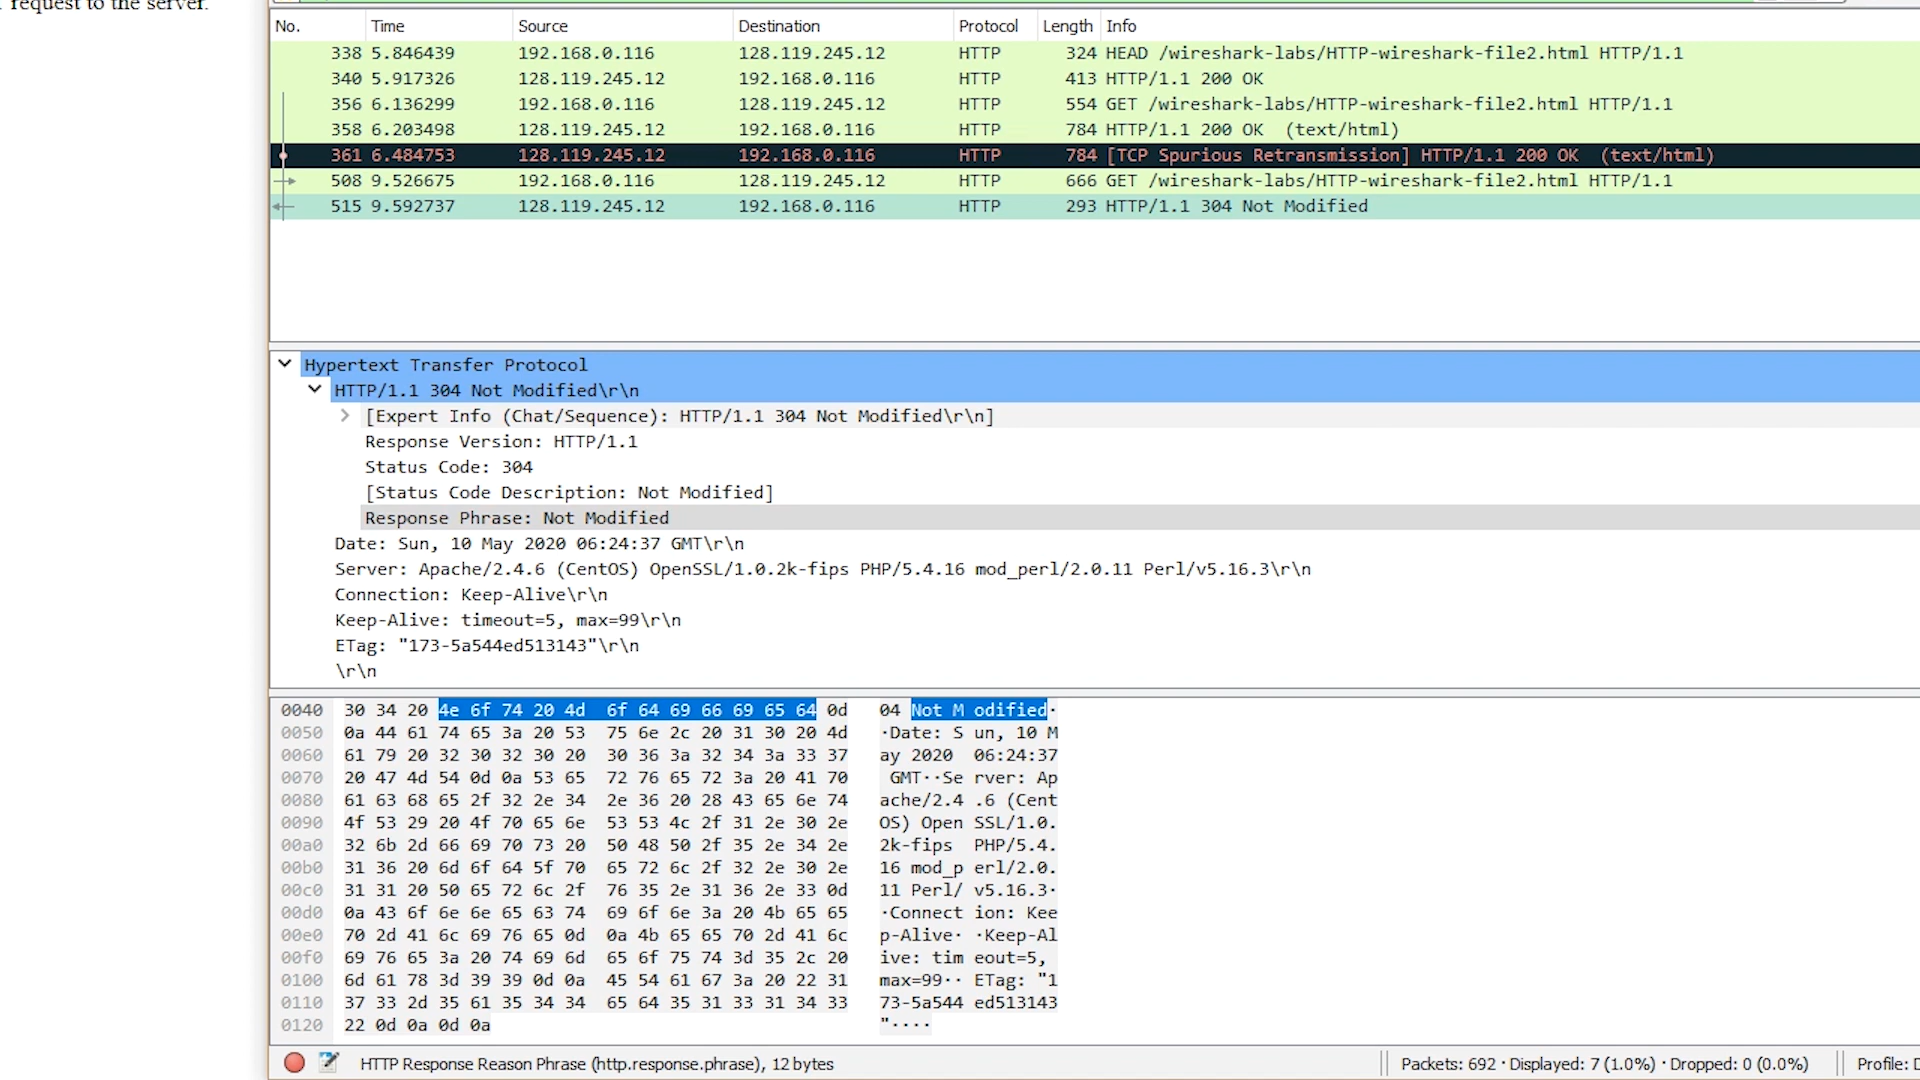 request to the server.
No. Time Source Destination Protocol Length Info
338 5.846439 192.168.0.116 128.119.245.12 HTTP 324 HEAD /wireshark-labs/HTTP-wireshark-file2.html HTTP/1.1
340 5.917326 128.119.245.12 192.168.0.116 HTTP 413 HTTP/1.1 200 OK
356 6.136299 192.168.0.116 128.119.245.12 HTTP 554 GET /wireshark-labs/HTTP-wireshark-file2.html HTTP/1.1
358 6.203498 128.119.245.12 192.168.0.116 HTTP 784 HTTP/1.1 200 OK (text/html)
361 6.484753 128.119.245.12 192.168.0.116 HTTP 784 [TCP Spurious Retransmission] HTTP/1.1 200 OK (text/html)
508 9.526675 192.168.0.116 128.119.245.12 HTTP 666 GET /wireshark-labs/HTTP-wireshark-file2.html HTTP/1.1
515 9.592737 128.119.245.12 192.168.0.116 HTTP 293 HTTP/1.1 304 Not Modified
Hypertext Transfer Protocol
HTTP/1.1 304 Not Modified\r\n
[Expert Info (Chat/Sequence): HTTP/1.1 304 Not Modified\r\n]
Response Version: HTTP/1.1
Status Code: 304
[Status Code Description: Not Modified]
Response Phrase: Not Modified
Date: Sun, 10 May 2020 06:24:37 GMT\r\n
Server: Apache/2.4.6 (CentOS) OpenSSL/1.0.2k-fips PHP/5.4.16 mod_perl/2.0.11 Perl/v5.16.3\r\n
Connection: Keep-Alive\r\n
Keep-Alive: timeout=5, max=99\r\n
ETag: "173-5a544ed513143"\r\n
\r\n
0040 30 34 20 4e 6f 74 20 4d 6f 64 69 66 69 65 64 0d 04 Not M odified·
0050 0a 44 61 74 65 3a 20 53 75 6e 2c 20 31 30 20 4d ·Date: S un, 10 M
0060 61 79 20 32 30 32 30 20 30 36 3a 32 34 3a 33 37 ay 2020 06:24:37
0070 20 47 4d 54 0d 0a 53 65 72 76 65 72 3a 20 41 70 GMT··Se rver: Ap
0080 61 63 68 65 2f 32 2e 34 2e 36 20 28 43 65 6e 74 ache/2.4 .6 (Cent
0090 4f 53 29 20 4f 70 65 6e 53 53 4c 2f 31 2e 30 2e OS) Open SSL/1.0.
00a0 32 6b 2d 66 69 70 73 20 50 48 50 2f 35 2e 34 2e 2k-fips PHP/5.4.
00b0 31 36 20 6d 6f 64 5f 70 65 72 6c 2f 32 2e 30 2e 16 mod_p erl/2.0.
00c0 31 31 20 50 65 72 6c 2f 76 35 2e 31 36 2e 33 0d 11 Perl/ v5.16.3·
00d0 0a 43 6f 6e 6e 65 63 74 69 6f 6e 3a 20 4b 65 65 ·Connect ion: Kee
00e0 70 2d 41 6c 69 76 65 0d 0a 4b 65 65 70 2d 41 6c p-Alive· ·Keep-Al
00f0 69 76 65 3a 20 74 69 6d 65 6f 75 74 3d 35 2c 20 ive: tim eout=5,
0100 6d 61 78 3d 39 39 0d 0a 45 54 61 67 3a 20 22 31 max=99·· ETag: "1
0110 37 33 2d 35 61 35 34 34 65 64 35 31 33 31 34 33 73-5a544 ed513143
0120 22 0d 0a 0d 0a "····
HTTP Response Reason Phrase (http.response.phrase), 12 bytes Packets: 692 · Displayed: 7 (1.0%) · Dropped: 0 (0.0%) Profile: